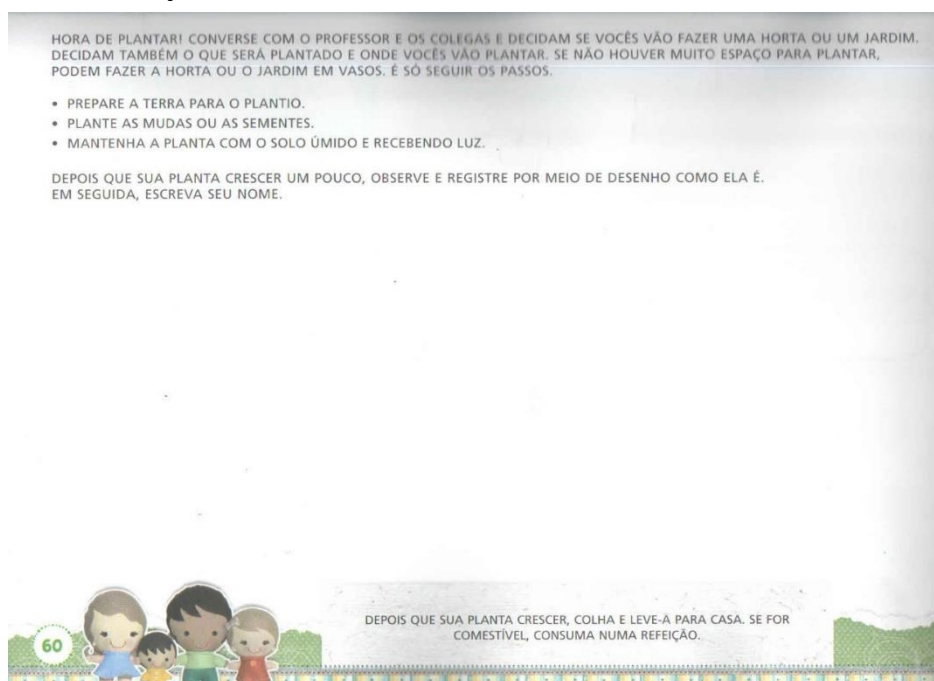 HORA DE PLANTAR! CONVERSE COM O PROFESSOR E OS COLEGAS E DECIDAM SE VOCÊS VÃO FAZER UMA HORTA OU UM JARDIM.
DECIDAM TAMBÉM O QUE SERÁ PLANTADO E ONDE VOCÊS VÃO PLANTAR. SE NÃO HOUVER MUITO ESPAÇO PARA PLANTAR,
PODEM FAZER A HORTA OU O JARDIM EM VASOS. É SÓ SEGUIR OS PASSOS.
• PREPARE A TERRA PARA O PLANTIO.
• PLANTE AS MUDAS OU AS SEMENTES.
• MANTENHA A PLANTA COM O SOLO ÚMIDO E RECEBENDO LUZ.
DEPOIS QUE SUA PLANTA CRESCER UM POUCO, OBSERVE E REGISTRE POR MEIO DE DESENHO COMO ELA É.
EM SEGUIDA, ESCREVA SEU NOME.
DEPOIS QUE SUA PLANTA CRESCER, COLHA E LEVE-A PARA CASA. SE FOR
COMESTÍVEL, CONSUMA NUMA REFEIÇÃO.
60